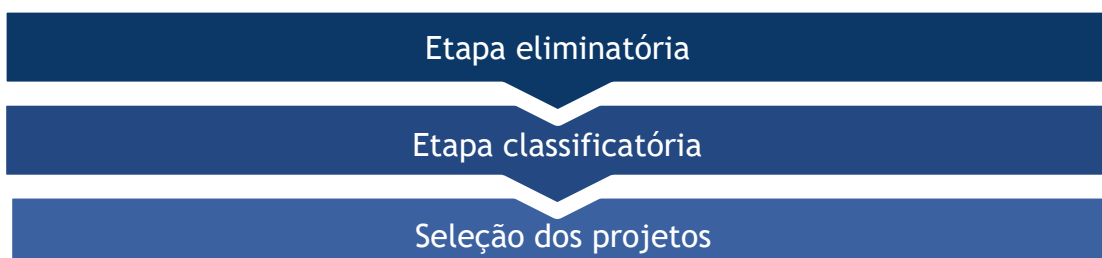 Etapa eliminatória
Etapa classificatória
Seleção dos projetos